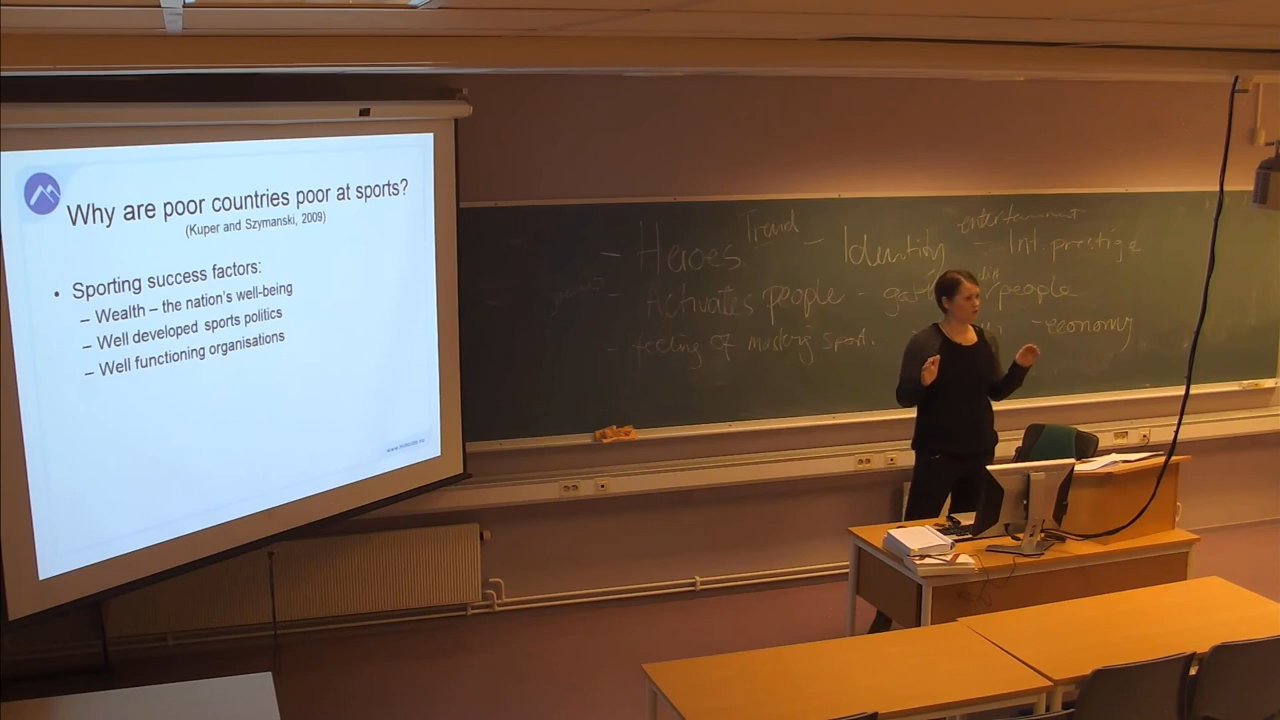 Why are poor countries poor at sports?
(Kuper and Szymanski, 2009)
• Sporting success factors:
– Wealth – the nation's well-being
– Well developed sports politics
– Well functioning organisations
- Heroes. Trend - Identity entertainment - Int. prestige
- Activates people - people
- feeling of mastering sport. - economy